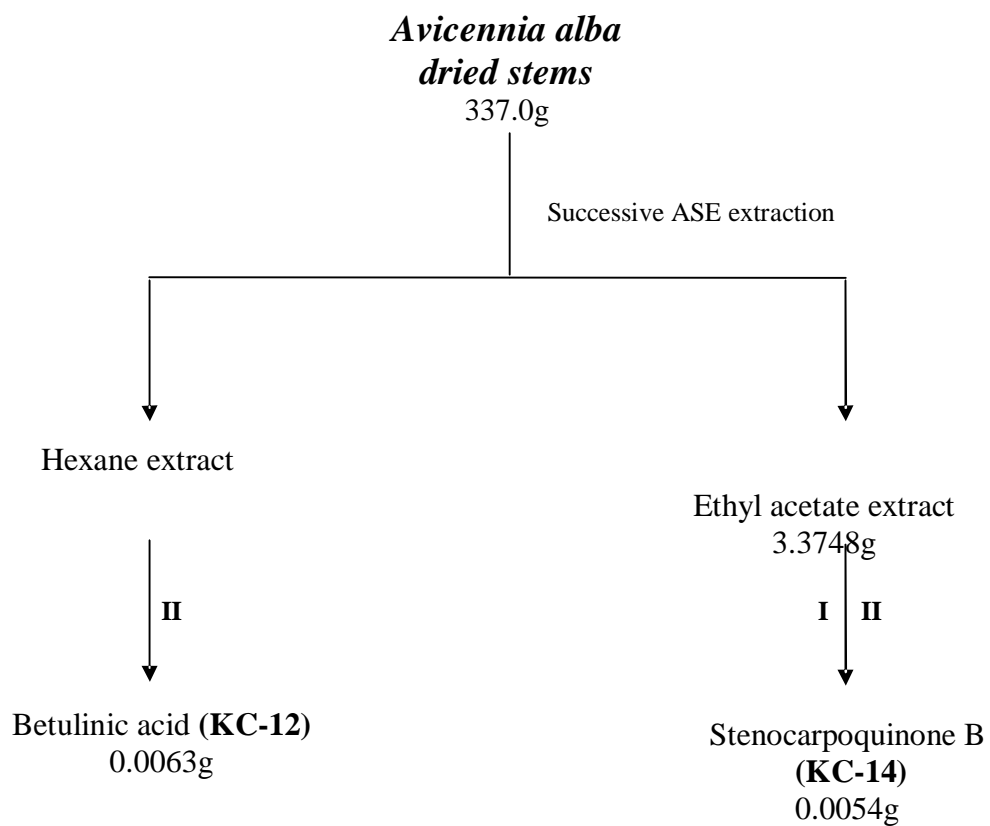 Avicennia alba
dried stems
337.0g
Successive ASE extraction
Hexane extract
Ethyl acetate extract
3.3748g
II
I II
Betulinic acid (KC-12)
0.0063g
Stenocarpoquinone B
(KC-14)
0.0054g